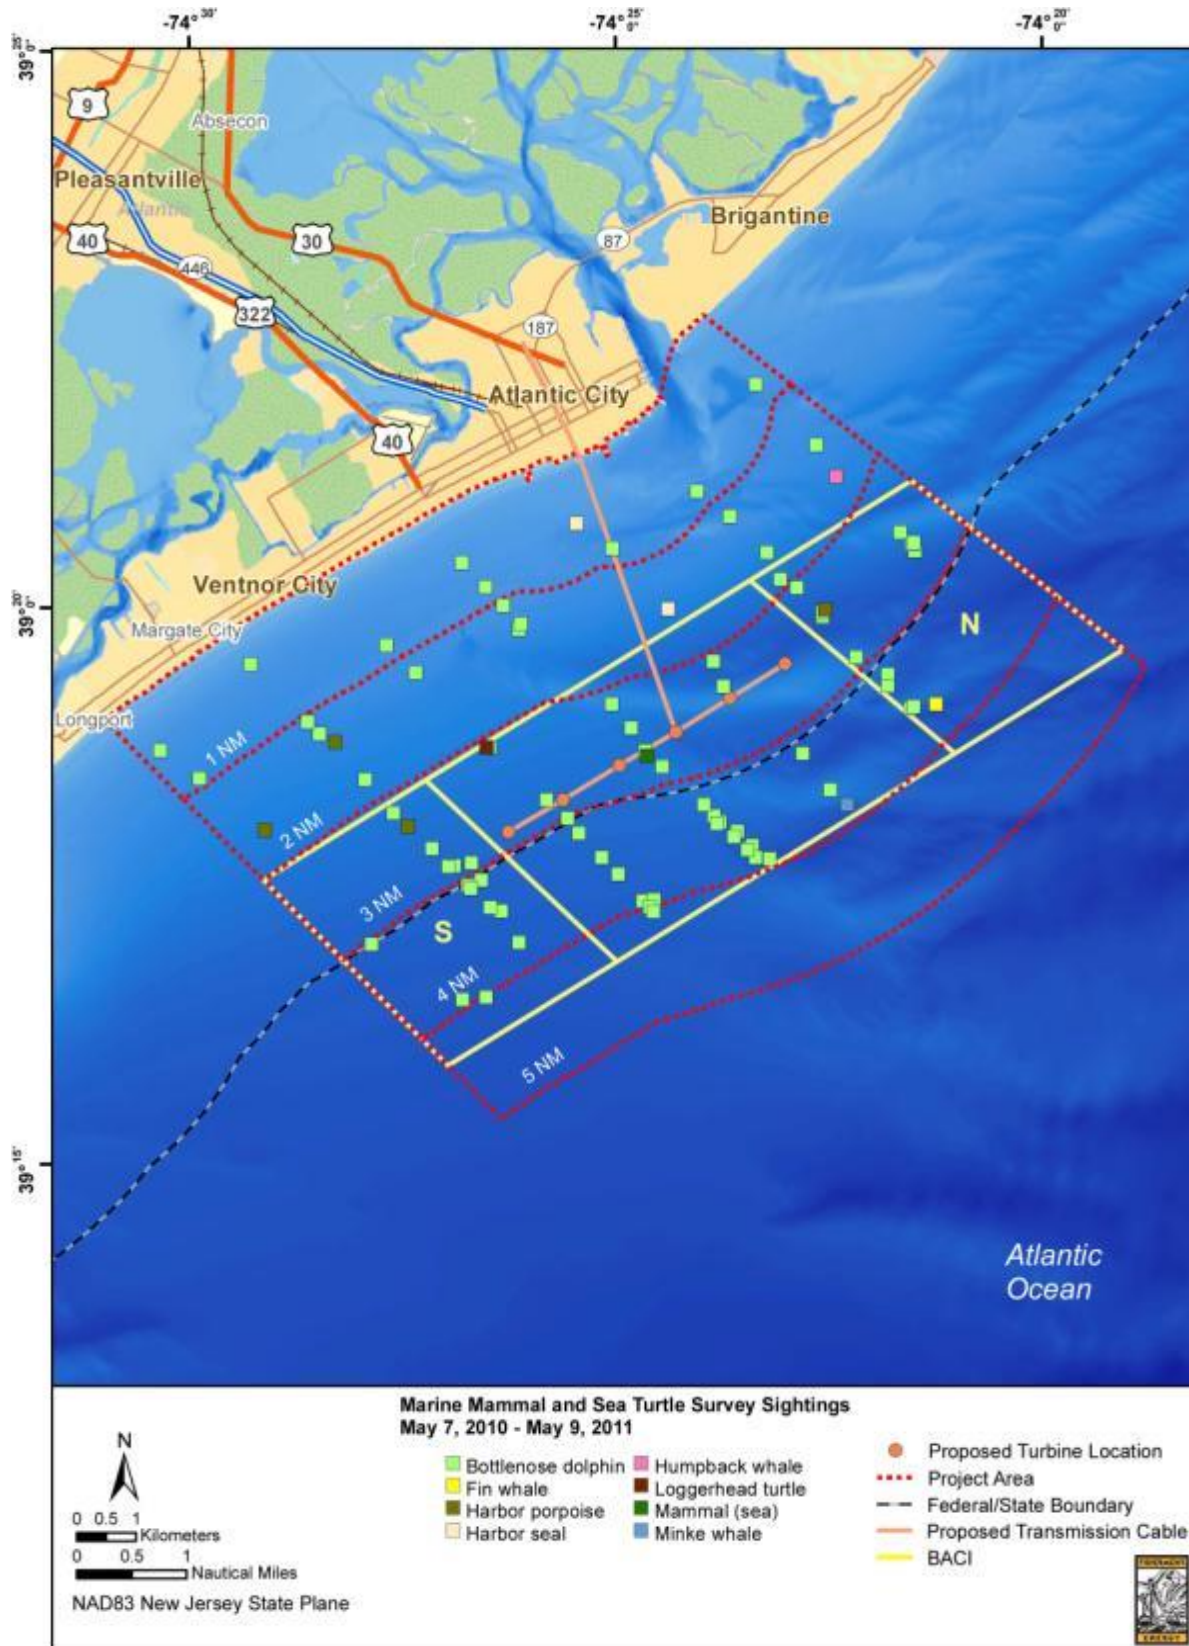 -74° 30' 0"
-74° 25' 0"
-74° 20' 0"
39° 25' 0"
9
Absecon
Pleasantville
Atlantic
Brigantine
40
30
87
446
322
187
Atlantic City
40
39° 20' 0"
Ventnor City
N
Margate City
Longport
1 NM
2 NM
3 NM
S
4 NM
5 NM
39° 15' 0"
Atlantic
Ocean
Marine Mammal and Sea Turtle Survey Sightings
May 7, 2010 - May 9, 2011
N
0 0.5 1
Kilometers
0 0.5 1
Nautical Miles
NAD83 New Jersey State Plane
Bottlenose dolphin
Fin whale
Harbor porpoise
Harbor seal
Humpback whale
Loggerhead turtle
Mammal (sea)
Minke whale
Proposed Turbine Location
Project Area
Federal/State Boundary
Proposed Transmission Cable
BACI
ENERGY